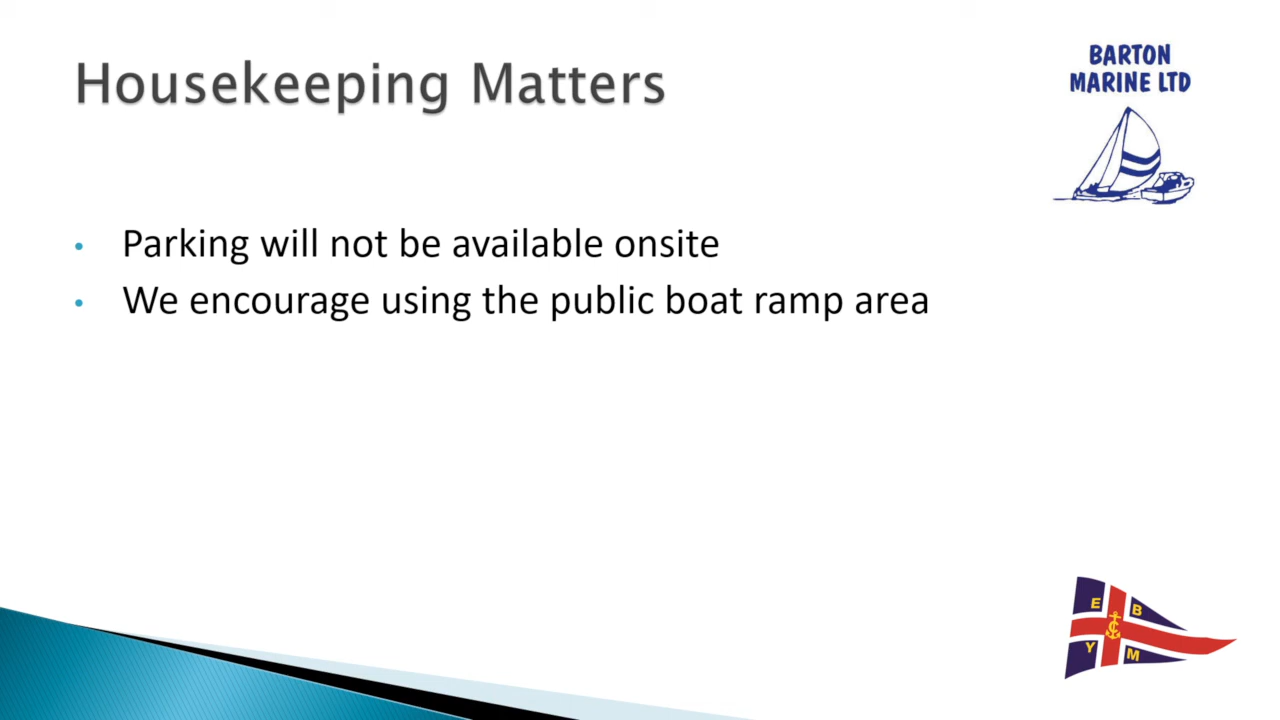 Housekeeping Matters
BARTON
MARINE LTD
• Parking will not be available onsite
• We encourage using the public boat ramp area
E B
Y M